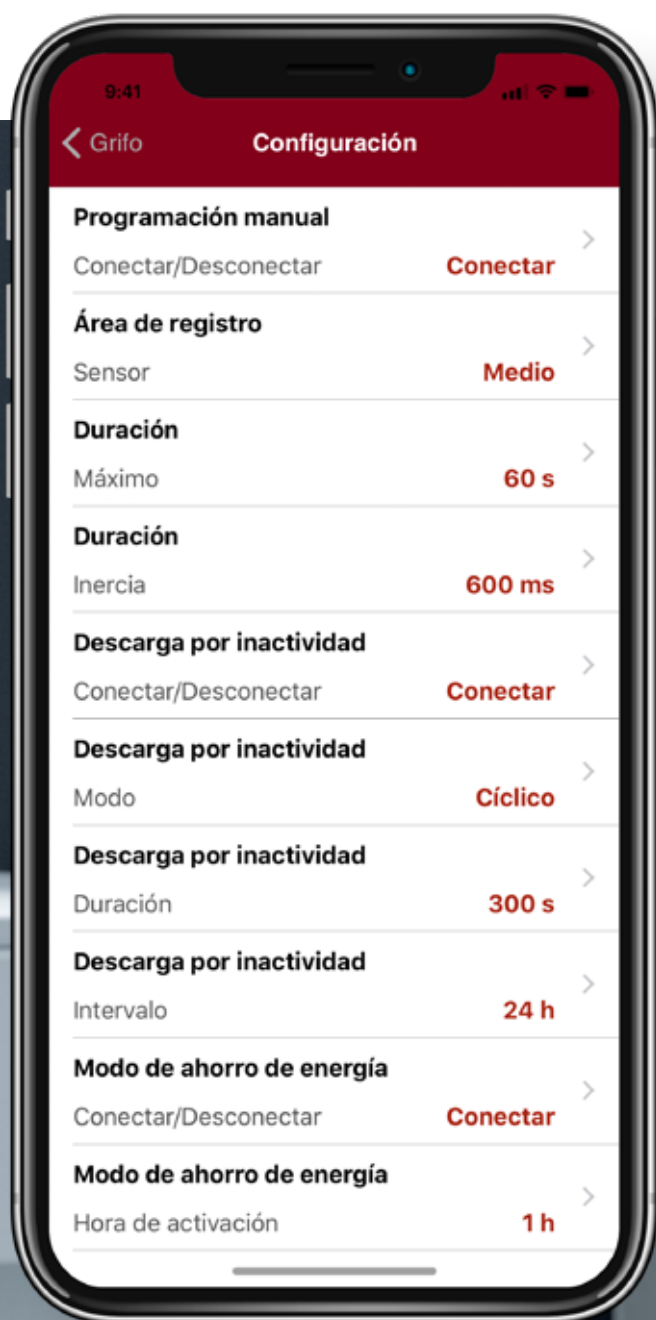 9:41
Grifo
Configuración
Programación manual
Conectar/Desconectar Conectar
Área de registro
Sensor Medio
Duración
Máximo 60 s
Duración
Inercia 600 ms
Descarga por inactividad
Conectar/Desconectar Conectar
Descarga por inactividad
Modo Cíclico
Descarga por inactividad
Duración 300 s
Descarga por inactividad
Intervalo 24 h
Modo de ahorro de energía
Conectar/Desconectar Conectar
Modo de ahorro de energía
Hora de activación 1 h